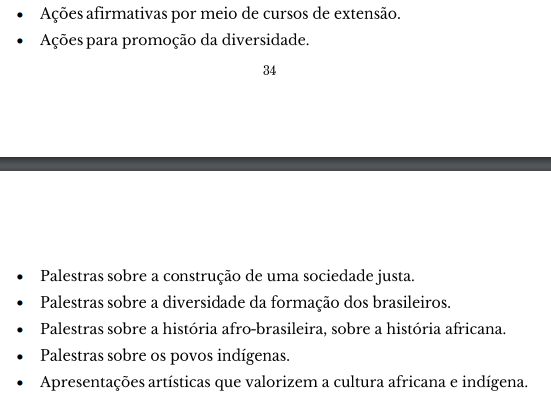 • Ações afirmativas por meio de cursos de extensão.
• Ações para promoção da diversidade.
34
• Palestras sobre a construção de uma sociedade justa.
• Palestras sobre a diversidade da formação dos brasileiros.
• Palestras sobre a história afro-brasileira, sobre a história africana.
• Palestras sobre os povos indígenas.
• Apresentações artísticas que valorizem a cultura africana e indígena.